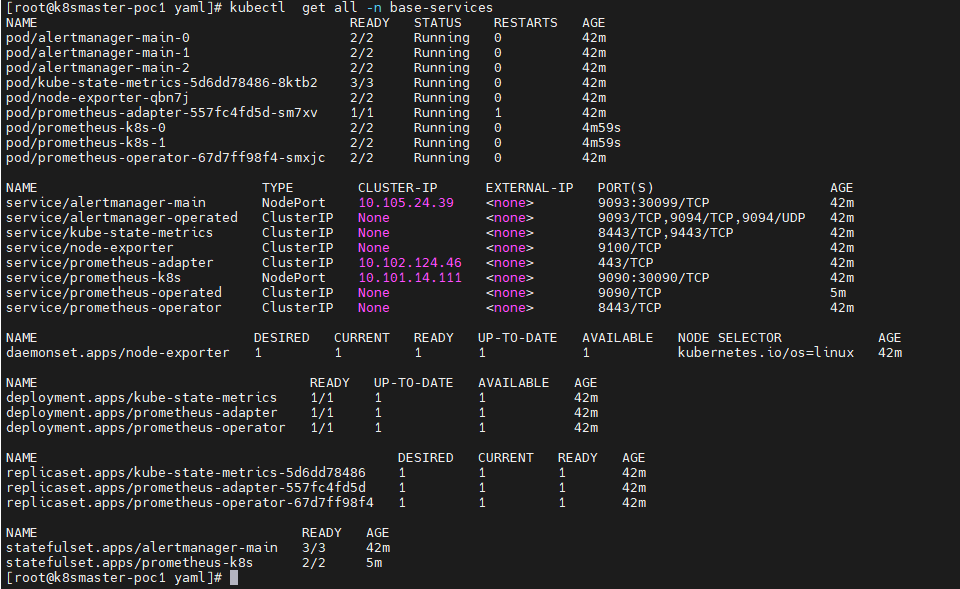 [root@k8smaster-poc1 yaml]# kubectl  get all -n base-services
NAME                                       READY   STATUS    RESTARTS   AGE
pod/alertmanager-main-0                    2/2     Running   0          42m
pod/alertmanager-main-1                    2/2     Running   0          42m
pod/alertmanager-main-2                    2/2     Running   0          42m
pod/kube-state-metrics-5d6dd78486-8ktb2    3/3     Running   0          42m
pod/node-exporter-qbn7j                    2/2     Running   0          42m
pod/prometheus-adapter-557fc4fd5d-sm7xv    1/1     Running   1          42m
pod/prometheus-k8s-0                       2/2     Running   0          4m59s
pod/prometheus-k8s-1                       2/2     Running   0          4m59s
pod/prometheus-operator-67d7ff98f4-smxjc   2/2     Running   0          42m
NAME                            TYPE        CLUSTER-IP      EXTERNAL-IP   PORT(S)                      AGE
service/alertmanager-main       NodePort    10.105.24.39    <none>        9093:30099/TCP               42m
service/alertmanager-operated   ClusterIP   None            <none>        9093/TCP,9094/TCP,9094/UDP   42m
service/kube-state-metrics      ClusterIP   None            <none>        8443/TCP,9443/TCP            42m
service/node-exporter           ClusterIP   None            <none>        9100/TCP                     42m
service/prometheus-adapter      ClusterIP   10.102.124.46   <none>        443/TCP                      42m
service/prometheus-k8s          NodePort    10.101.14.111   <none>        9090:30090/TCP               42m
service/prometheus-operated     ClusterIP   None            <none>        9090/TCP                     5m
service/prometheus-operator     ClusterIP   None            <none>        8443/TCP                     42m
NAME                           DESIRED   CURRENT   READY   UP-TO-DATE   AVAILABLE   NODE SELECTOR            AGE
daemonset.apps/node-exporter   1         1         1       1            1           kubernetes.io/os=linux   42m
NAME                                  READY   UP-TO-DATE   AVAILABLE   AGE
deployment.apps/kube-state-metrics    1/1     1            1           42m
deployment.apps/prometheus-adapter    1/1     1            1           42m
deployment.apps/prometheus-operator   1/1     1            1           42m
NAME                                             DESIRED   CURRENT   READY   AGE
replicaset.apps/kube-state-metrics-5d6dd78486    1         1         1       42m
replicaset.apps/prometheus-adapter-557fc4fd5d    1         1         1       42m
replicaset.apps/prometheus-operator-67d7ff98f4   1         1         1       42m
NAME                                 READY   AGE
statefulset.apps/alertmanager-main   3/3     42m
statefulset.apps/prometheus-k8s      2/2     5m
[root@k8smaster-poc1 yaml]#